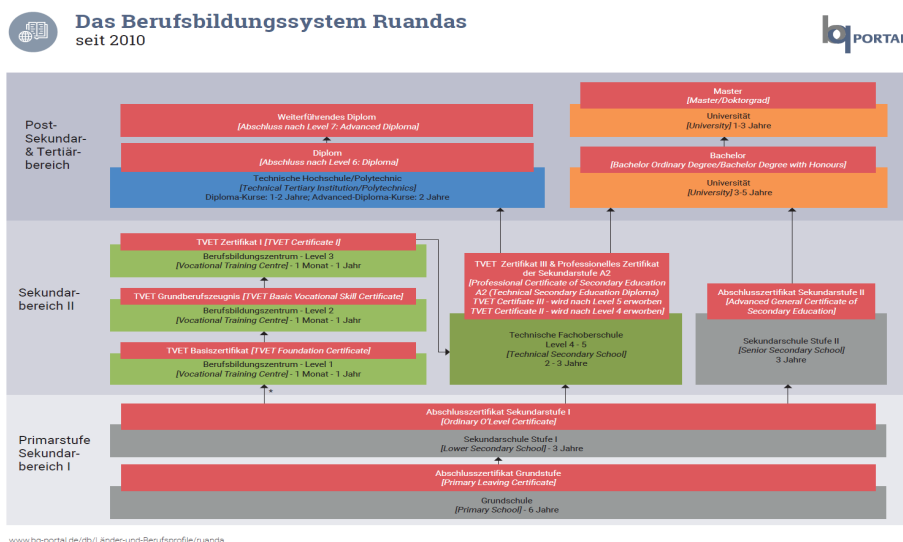 Das Berufsbildungssystem Ruandas
seit 2010
bq PORTAL
Post-
Sekundar-
& Tertiär-
bereich
Weiterführendes Diplom
[Abschluss nach Level 7: Advanced Diploma]
Diplom
[Abschluss nach Level 6: Diploma]
Technische Hochschule/Polytechnic
[Technical Tertiary Institution/Polytechnics]
Diploma-Kurse: 1-2 Jahre; Advanced-Diploma-Kurse: 2 Jahre
Master
[Master/Doktorgrad]
Universität
[University] 1-3 Jahre
Bachelor
[Bachelor Ordinary Degree/Bachelor Degree with Honours]
Universität
[University] 3-5 Jahre
Sekundar-
bereich II
TVET Zertifikat I [TVET Certificate I]
Berufsbildungszentrum - Level 3
[Vocational Training Centre] - 1 Monat - 1 Jahr
TVET Grundberufszeugnis [TVET Basic Vocational Skill Certificate]
Berufsbildungszentrum - Level 2
[Vocational Training Centre] - 1 Monat - 1 Jahr
TVET Basiszertifikat [TVET Foundation Certificate]
Berufsbildungszentrum - Level 1
[Vocational Training Centre] - 1 Monat - 1 Jahr
*
TVET Zertifikat III & Professionelles Zertifikat
der Sekundarstufe A2
[Professional Certificate of Secondary Education
A2 (Technical Secondary Education Diploma)
TVET Certifiate III - wird nach Level 5 erworben
TVET Certificate II - wird nach Level 4 erworben]
Technische Fachoberschule
Level 4 - 5
[Technical Secondary School]
2 - 3 Jahre
Abschlusszertifikat Sekundarstufe II
[Advanced General Certificate of
Secondary Education]
Sekundarschule Stufe II
[Senior Secondary School]
3 Jahre
Primarstufe
Sekundar-
bereich I
Abschlusszertifikat Sekundarstufe I
[Ordinary O'Level Certificate]
Sekundarschule Stufe I
[Lower Secondary School] - 3 Jahre
Abschlusszertifikat Grundstufe
[Primary Leaving Certificate]
Grundschule
[Primary School] - 6 Jahre
www.bq-portal.de/db/Länder-und-Berufsprofile/ruanda